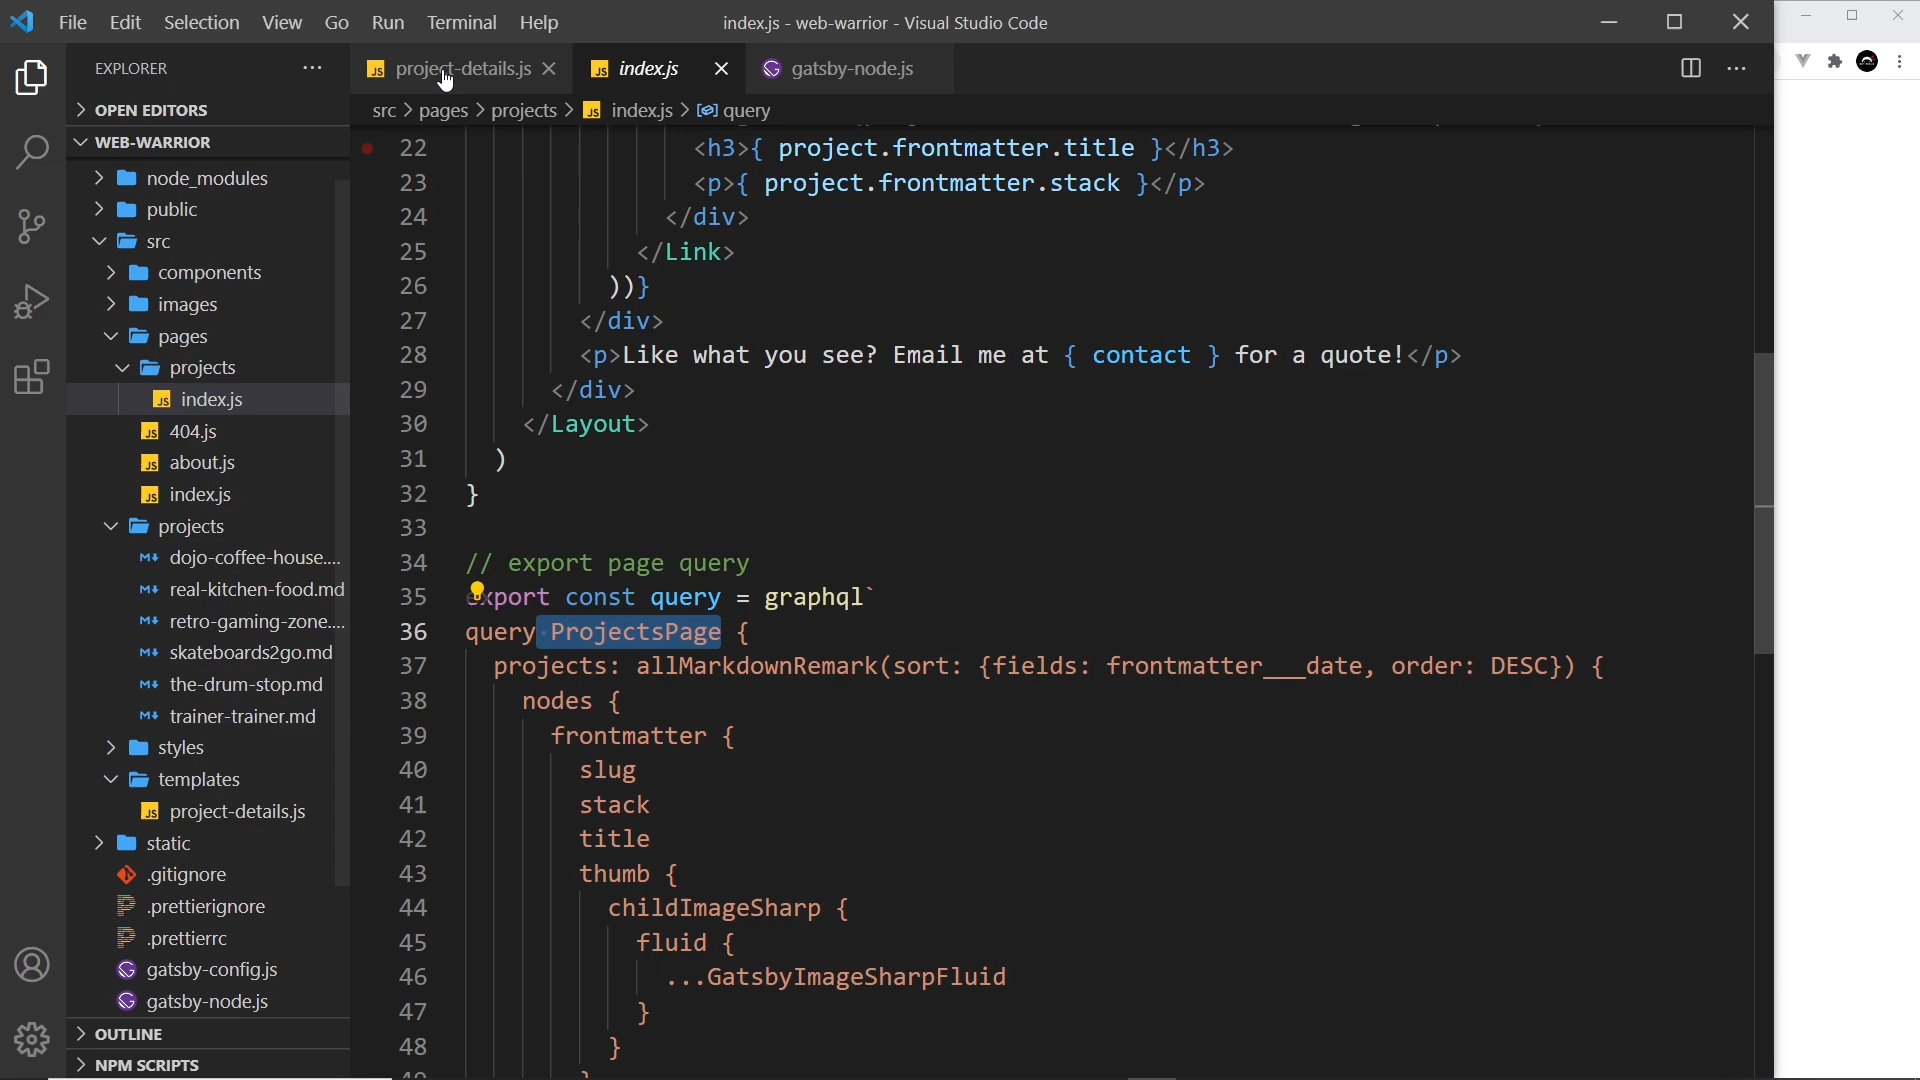 File Edit Selection View Go Run Terminal Help
index.js - web-warrior - Visual Studio Code
EXPLORER
OPEN EDITORS
WEB-WARRIOR
node_modules
public
src
components
images
pages
projects
index.js
404.js
about.js
index.js
projects
dojo-coffee-house....
real-kitchen-food.md
retro-gaming-zone....
skateboards2go.md
the-drum-stop.md
trainer-trainer.md
styles
templates
project-details.js
static
.gitignore
.prettierignore
.prettierrc
gatsby-config.js
gatsby-node.js
OUTLINE
NPM SCRIPTS
project-details.js index.js gatsby-node.js
src > pages > projects > index.js > query
22 <h3>{ project.frontmatter.title }</h3>
23 <p>{ project.frontmatter.stack }</p>
24 </div>
25 </Link>
26 ))}
27 </div>
28 <p>Like what you see? Email me at { contact } for a quote!</p>
29 </div>
30 </Layout>
31 )
32 }
33
34 // export page query
35 export const query = graphql`
36 query ProjectsPage {
37 projects: allMarkdownRemark(sort: {fields: frontmatter___date, order: DESC}) {
38 nodes {
39 frontmatter {
40 slug
41 stack
42 title
43 thumb {
44 childImageSharp {
45 fluid {
46 ...GatsbyImageSharpFluid
47 }
48 }